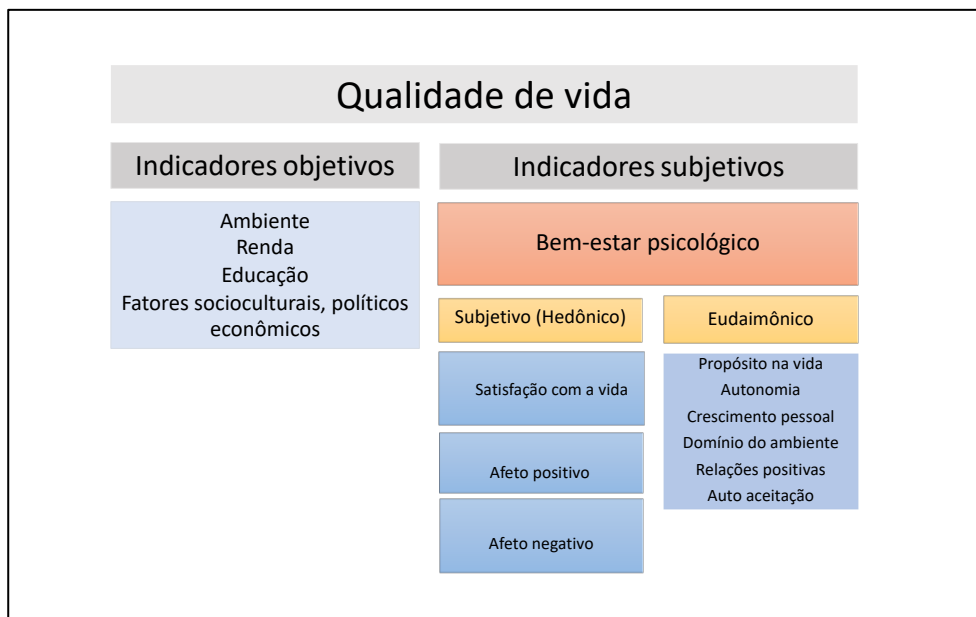 Qualidade de vida
Indicadores objetivos
Ambiente
Renda
Educação
Fatores socioculturais, políticos
econômicos
Indicadores subjetivos
Bem-estar psicológico
Subjetivo (Hedônico)
Satisfação com a vida
Afeto positivo
Afeto negativo
Eudaimônico
Propósito na vida
Autonomia
Crescimento pessoal
Domínio do ambiente
Relações positivas
Auto aceitação